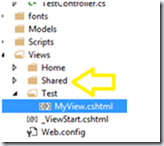 TestController.cs
fonts
Models
Scripts
Views
Home
Shared
Test
MyView.cshtml
_ViewStart.cshtml
Web.config